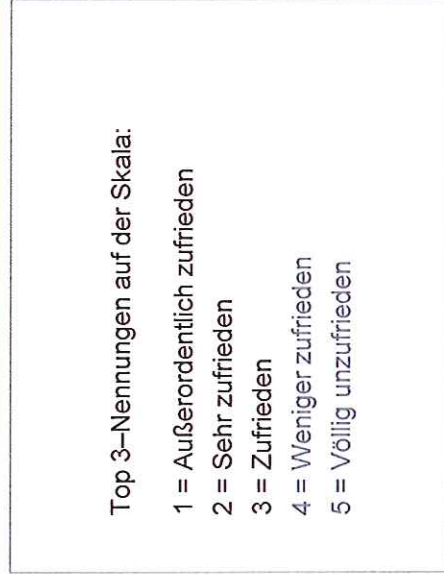 Top 3–Nennungen auf der Skala:
1 = Außerordentlich zufrieden
2 = Sehr zufrieden
3 = Zufrieden
4 = Weniger zufrieden
5 = Völlig unzufrieden